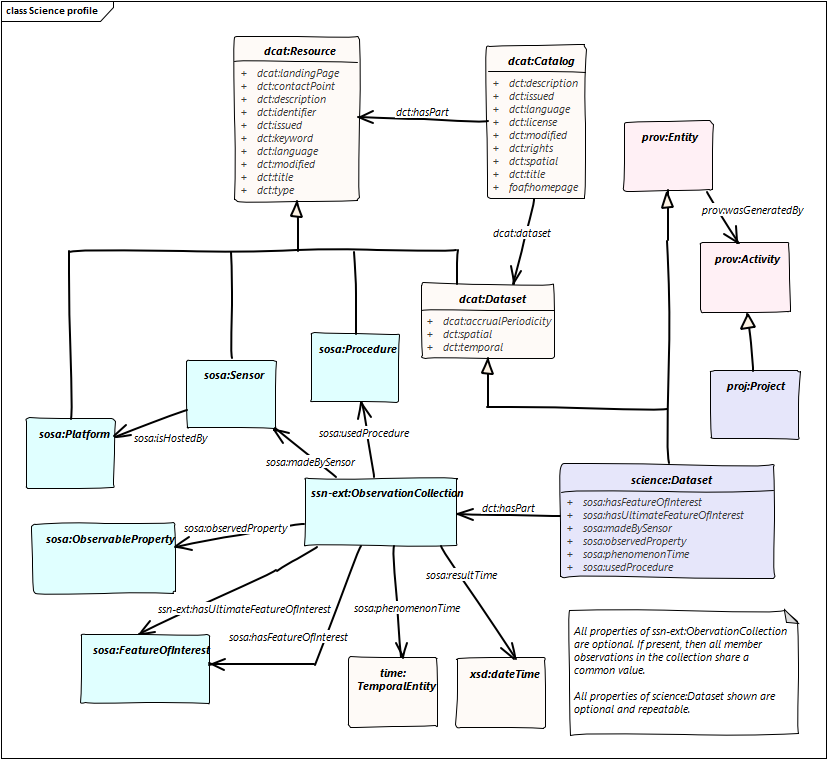 class Science profile
dcat:Resource
+ dcat:landingPage
+ dcat:contactPoint
+ dct:description
+ dct:identifier
+ dct:issued
+ dct:keyword
+ dct:language
+ dct:modified
+ dct:title
+ dct:type
dct:hasPart
dcat:Catalog
+ dct:description
+ dct:issued
+ dct:language
+ dct:license
+ dct:modified
+ dct:rights
+ dct:spatial
+ dct:title
+ foaf:homepage
prov:Entity
prov:wasGeneratedBy
dcat:dataset
prov:Activity
dcat:Dataset
+ dcat:accrualPeriodicity
+ dct:spatial
+ dct:temporal
sosa:Procedure
sosa:Sensor
proj:Project
sosa:Platform
sosa:isHostedBy
sosa:usedProcedure
sosa:madeBySensor
ssn-ext:ObservationCollection
dct:hasPart
science:Dataset
+ sosa:hasFeatureOfInterest
+ sosa:hasUltimateFeatureOfInterest
+ sosa:madeBySensor
+ sosa:observedProperty
+ sosa:phenomenonTime
+ sosa:usedProcedure
sosa:observedProperty
sosa:ObservableProperty
sosa:resultTime
ssn-ext:hasUltimateFeatureOfInterest
sosa:phenomenonTime
sosa:hasFeatureOfInterest
sosa:FeatureOfInterest
time:
TemporalEntity
xsd:dateTime
All properties of ssn-ext:ObervationCollection
are optional. If present, then all member
observations in the collection share a
common value.
All properties of science:Dataset shown are
optional and repeatable.